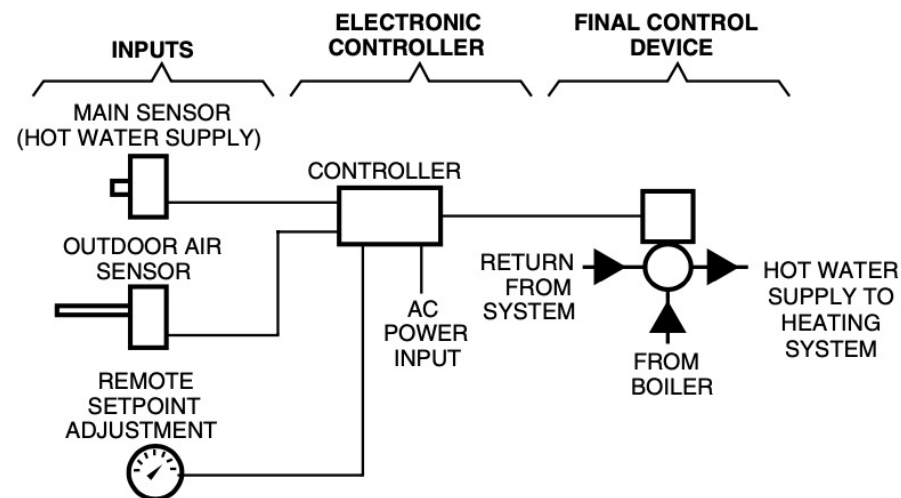 INPUTS
ELECTRONIC
CONTROLLER
FINAL CONTROL
DEVICE
MAIN SENSOR
(HOT WATER SUPPLY)
CONTROLLER
OUTDOOR AIR
SENSOR
AC
POWER
INPUT
RETURN
FROM
SYSTEM
HOT WATER
SUPPLY TO
HEATING
SYSTEM
FROM
BOILER
REMOTE
SETPOINT
ADJUSTMENT